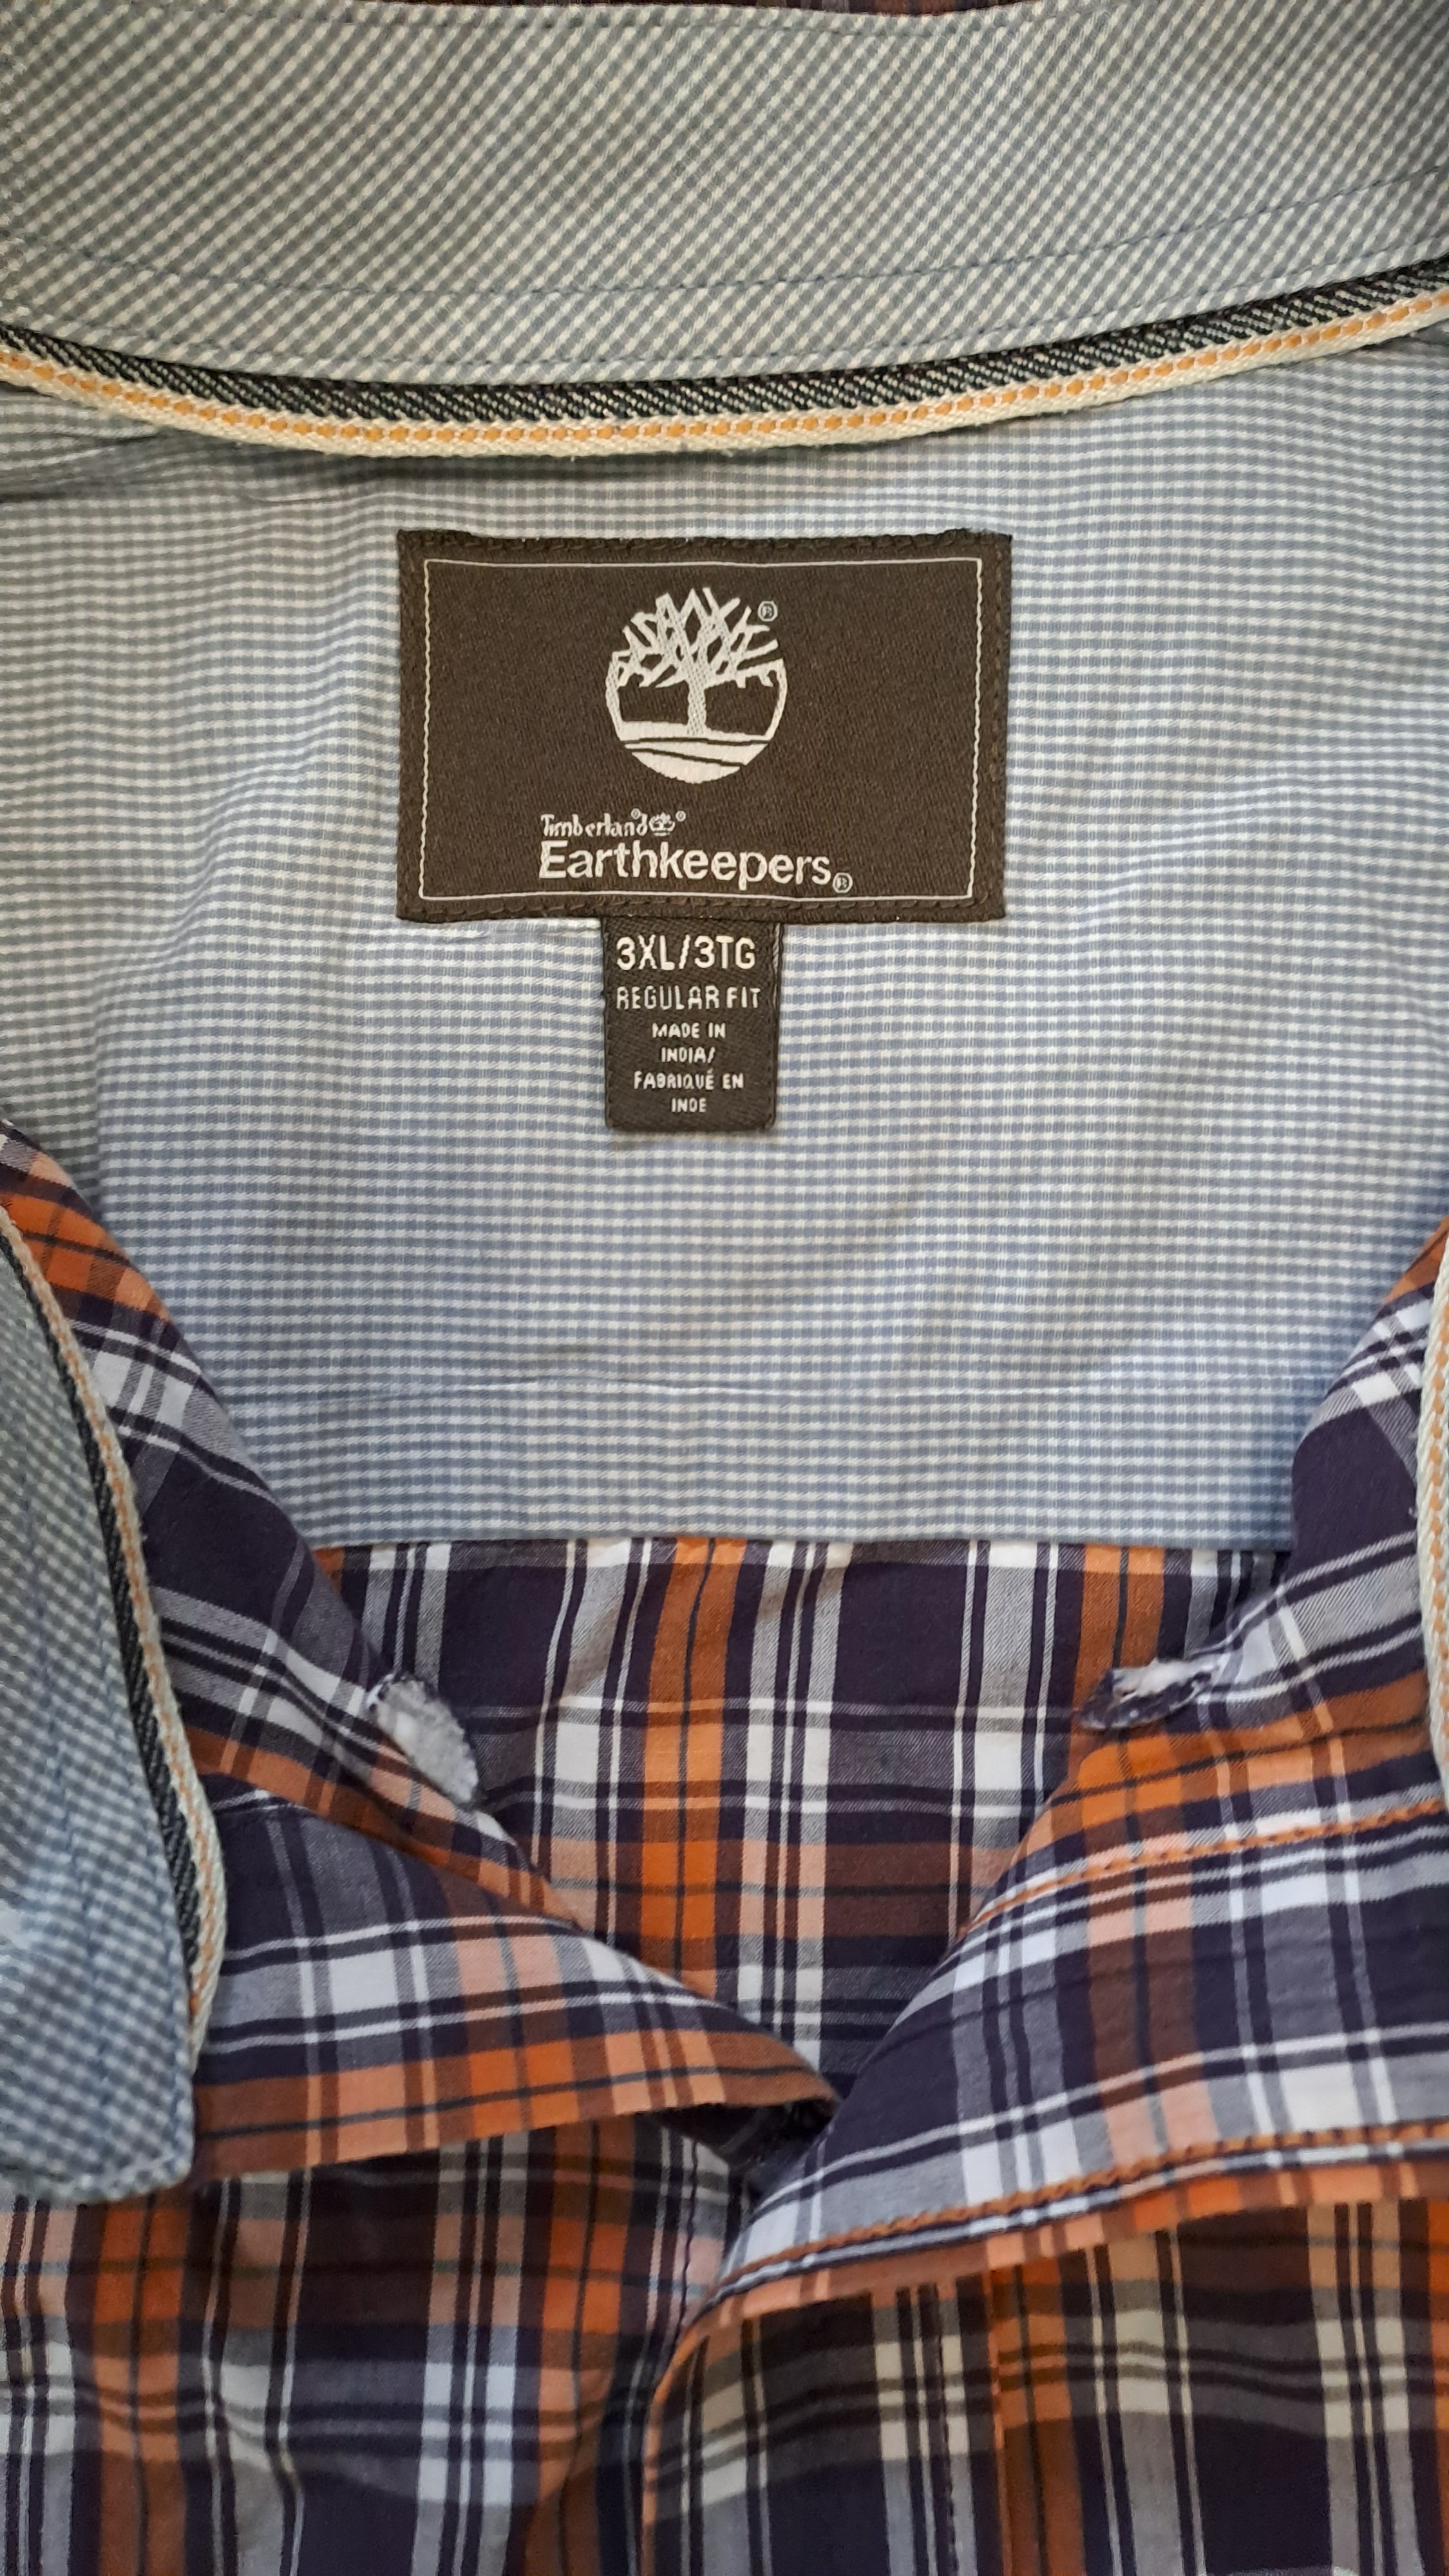 ®
Timberland®®
Earthkeepers®
3XL/3TG
REGULAR FIT
MADE IN
INDIA/
FABRIQUÉ EN
INDE